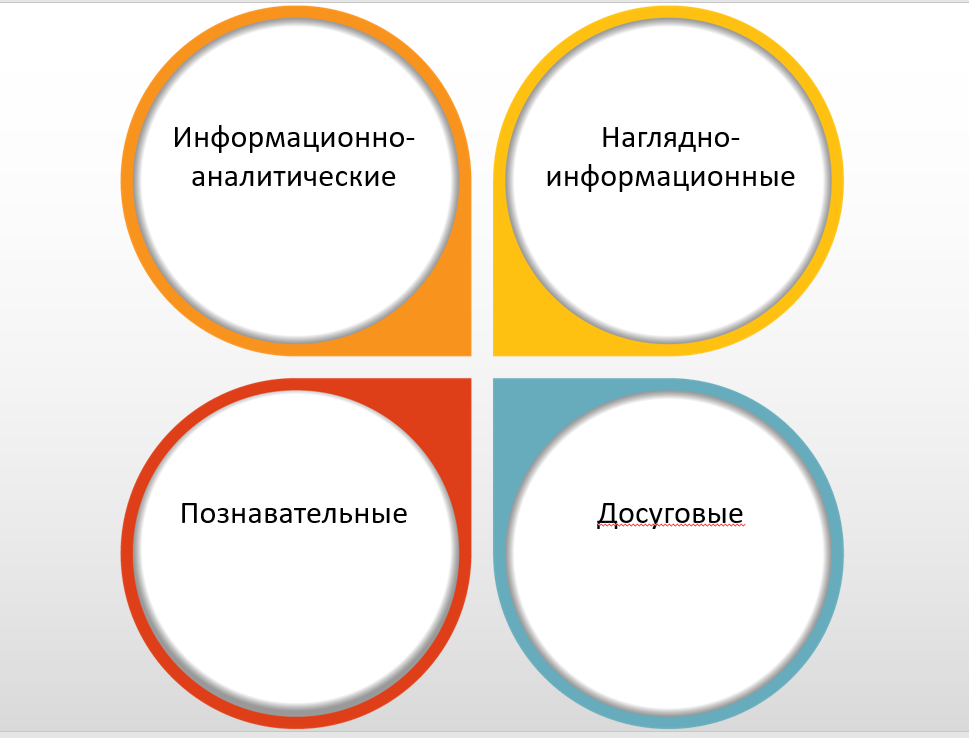 Информационно-
аналитические
Наглядно-
информационные
Познавательные
Досуговые